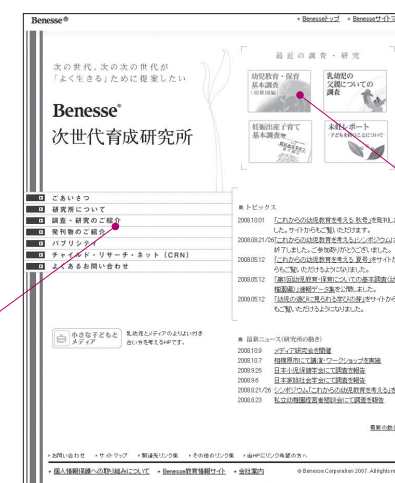 Benesse®
Benesseトップ
Benesseサイトマ
次の世代、次の次の世代が
「よく生きる」ために提案したい
Benesse®
次世代育成研究所
最近の調査・研究
幼児教育・保育
基本調査
（幼稚園編）
乳幼児の
父親についての
調査
妊娠出産子育て
基本調査
未妊レポート
ごあいさつ
研究所について
調査・研究のご紹介
発刊物のご紹介
パブリシティ
チャイルド・リサーチ・ネット（CRN）
よくあるお問い合わせ
小さな子どもと
メディア
乳幼児とメディアのよりよい付き
合い方を考えるHPです。
■ トピックス
2008.10.01 「これからの幼児教育を考える 秋号」を発刊し
した。サイトからもご覧いただけます。
2008.08.21/26「これからの幼児教育を考える」シンポジウムは
終了しました。ご参加ありがとうございました。
2008.05.12 「これからの幼児教育を考える 夏号」をサイトか
らもご覧いただけるようになりました。
2008.05.12 「第1回幼児教育・保育についての基本調査（幼
稚園編）」速報データ集を公開しました。
2008.05.12 「幼児の遊びに見られる学びの芽」をサイトから
もご覧いただけるようになりました。
■ 最新ニュース（研究所の動き）
2008.10.9 メディア研究会を開催
2008.10.7 相模原市にて講演・ワークショップを実施
2008.9.26 日本小児保健学会にて調査を報告
2008.9.6 日本家政社会学会にて調査を報告
2008.8.21/26 シンポジウム「これからの幼児教育を考える」を
2008.8.23 私立幼稚園経営者懇談会にて調査を報告
最新の動
お問い合わせ サイトマップ 関連先リンク集 その他のリンク集 当HPにリンク希望の方へ
個人情報保護への取り組みについて Benesse教育情報サイト 会社案内
© Benesse Corporation 2007. Allrights re